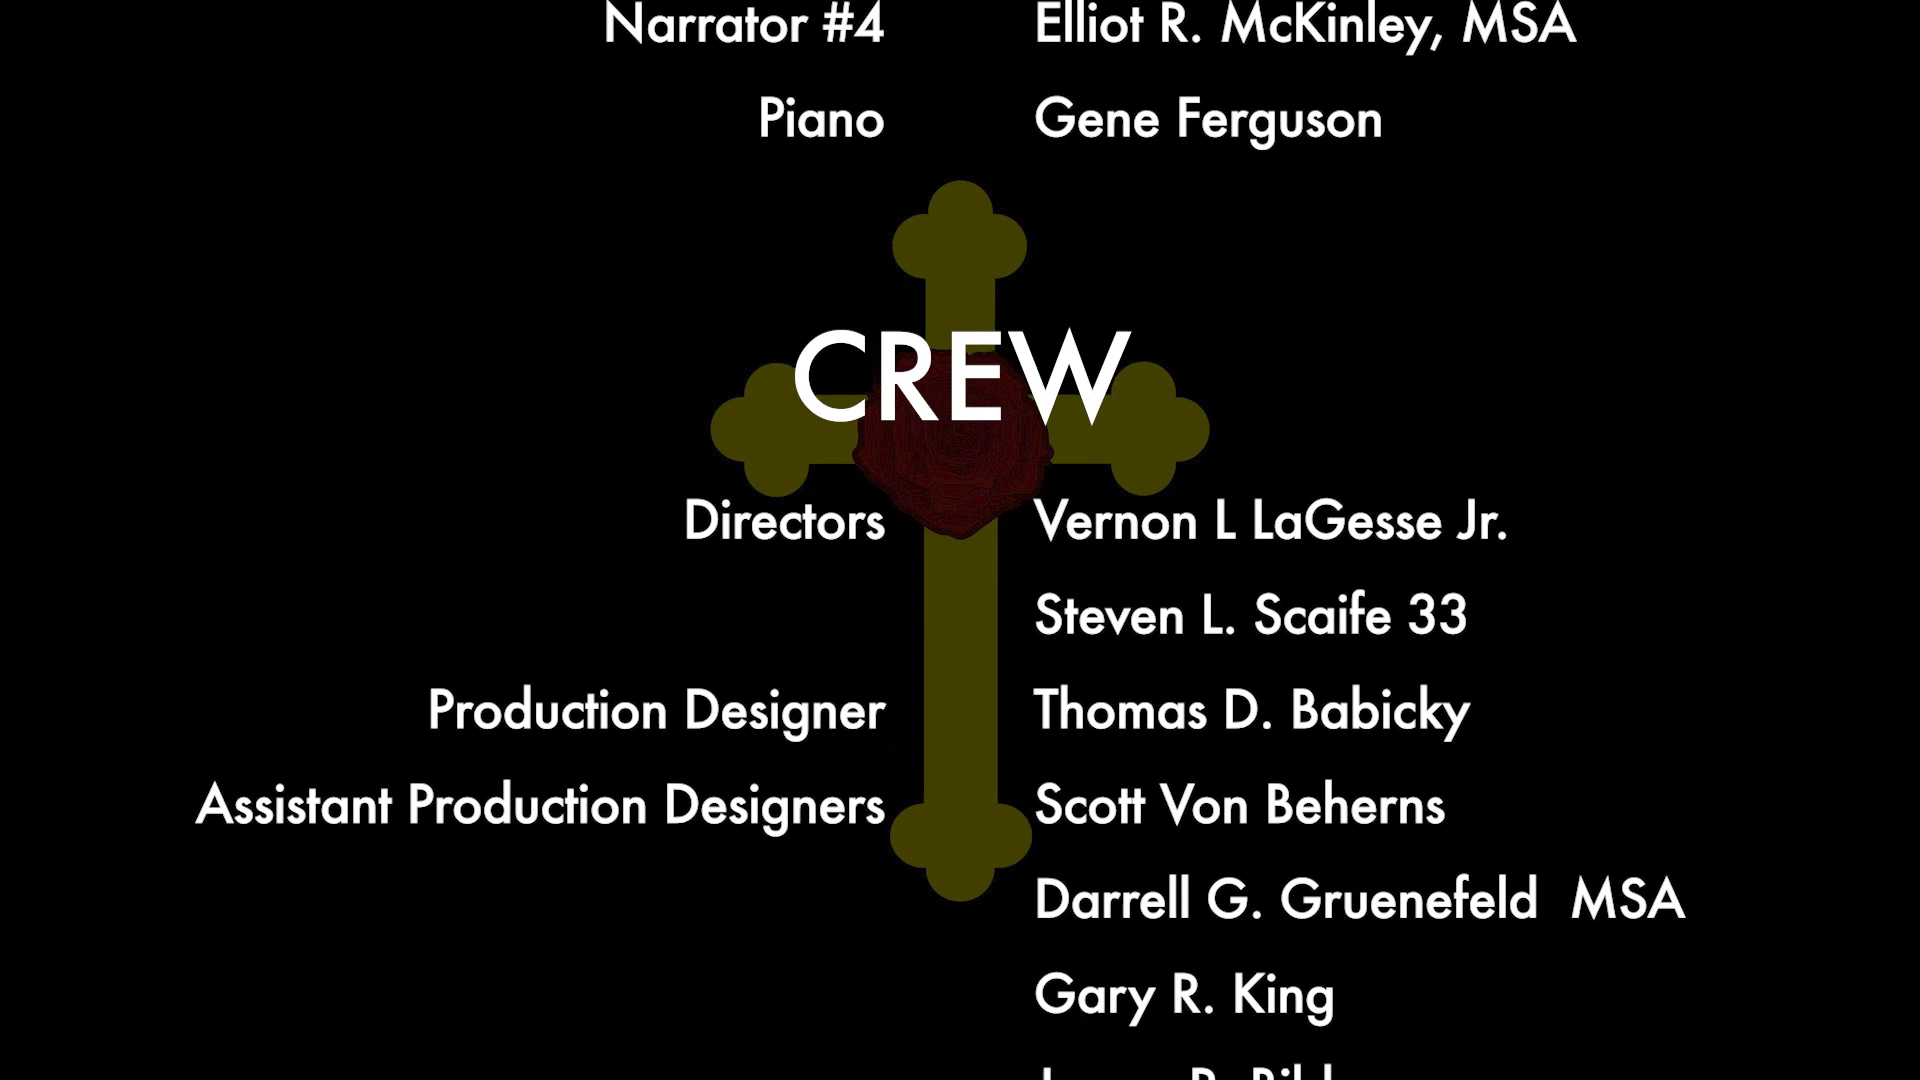 Narrator #4 Elliot R. McKinley, MSA
Piano Gene Ferguson
CREW
Directors Vernon L LaGesse Jr.
Steven L. Scaife 33
Production Designer Thomas D. Babicky
Assistant Production Designers Scott Von Beherns
Darrell G. Gruenefeld  MSA
Gary R. King